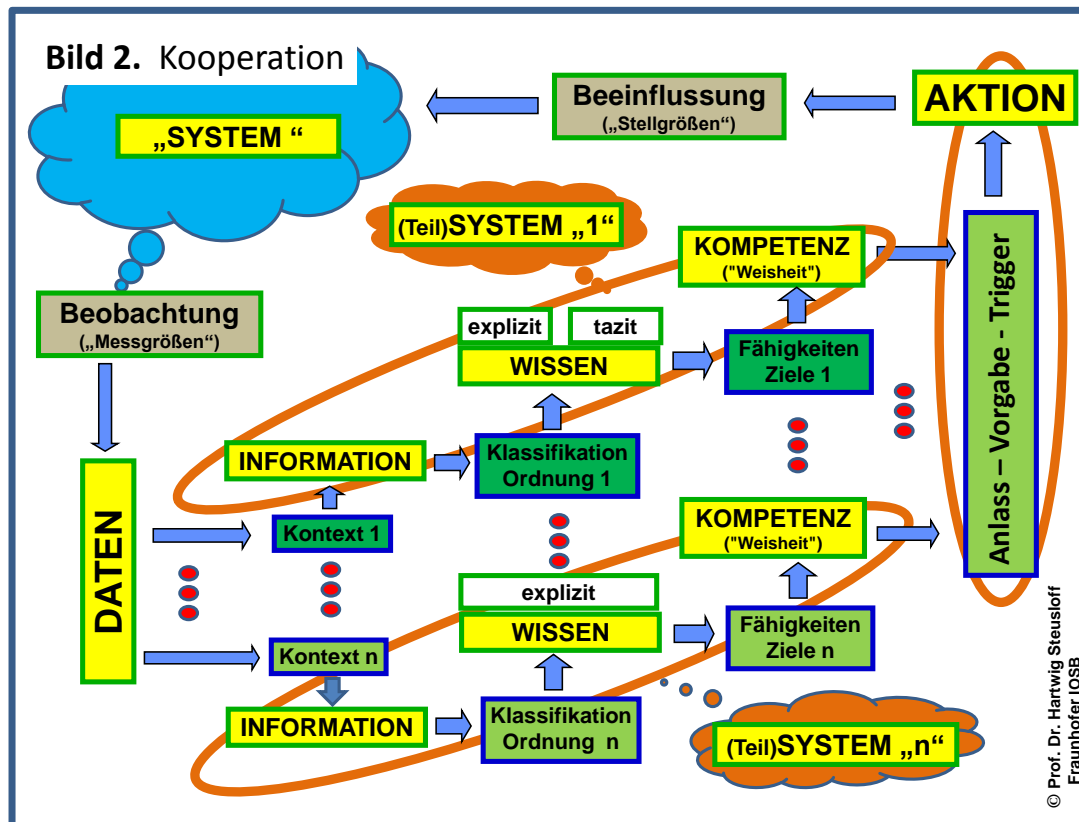 Bild 2. Kooperation
„SYSTEM “
Beeinflussung
(„Stellgrößen“)
AKTION
(Teil)SYSTEM „1“
KOMPETENZ
("Weisheit")
Beobachtung
(„Messgrößen“)
explizit
tazit
WISSEN
Fähigkeiten
Ziele 1
INFORMATION
Klassifikation
Ordnung 1
Kontext 1
DATEN
Anlass – Vorgabe - Trigger
KOMPETENZ
("Weisheit")
explizit
WISSEN
Fähigkeiten
Ziele n
Kontext n
INFORMATION
Klassifikation
Ordnung n
(Teil)SYSTEM „n“
© Prof. Dr. Hartwig Steusloff
Fraunhofer IOSB